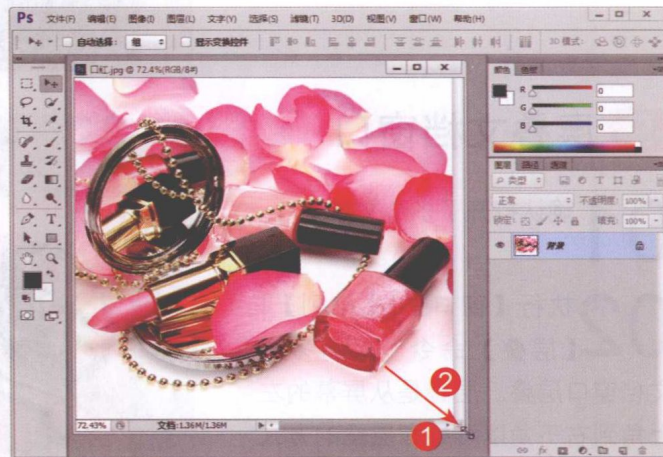 Ps 文件(F) 编辑(E) 图像(I) 图层(L) 文字(Y) 选择(S) 滤镜(T) 3D(D) 视图(V) 窗口(W) 帮助(H)
自动选择: 组 显示变换控件 3D 模式:
口红.jpg @ 72.4%(RGB/8#)
颜色 色板
R 0
G 0
B 0
图层 路径 通道
类型
正常 不透明度: 100%
锁定: 填充: 100%
背景
2
1
72.43% 文档:1.36M/1.36M